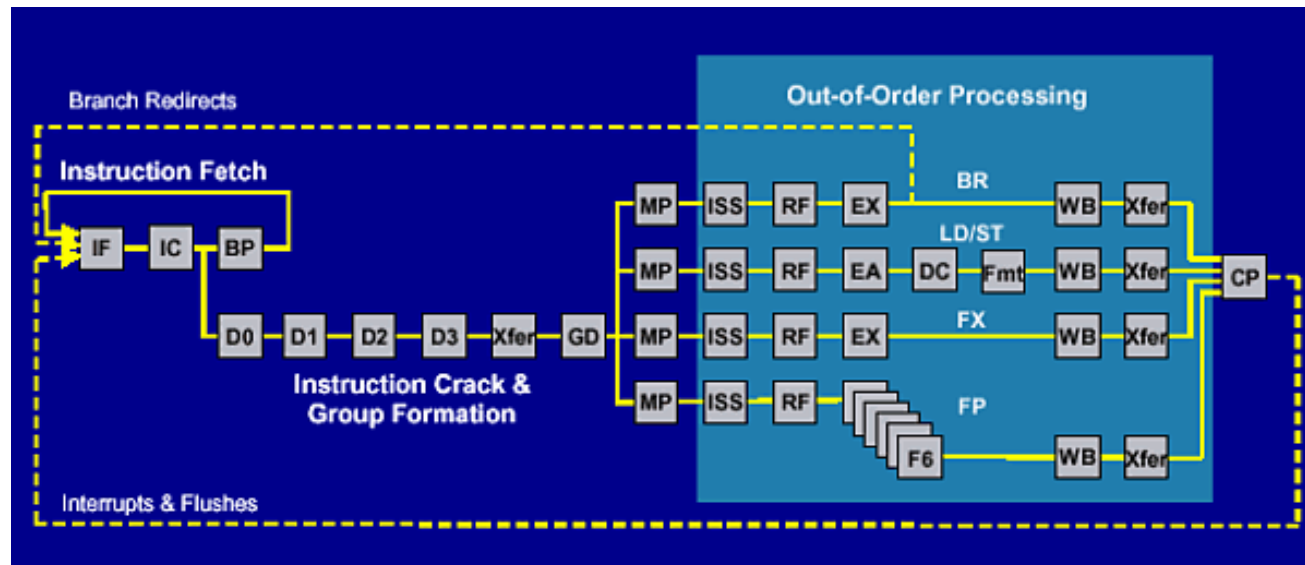 Out-of-Order Processing
Branch Redirects
Instruction Fetch
BR
MP ISS RF EX WB Xfer
LD/ST
IF IC BP
MP ISS RF EA DC Fmt WB Xfer CP
FX
D0 D1 D2 D3 Xfer GD MP ISS RF EX WB Xfer
Instruction Crack &
Group Formation
MP ISS RF FP
F6 WB Xfer
Interrupts & Flushes